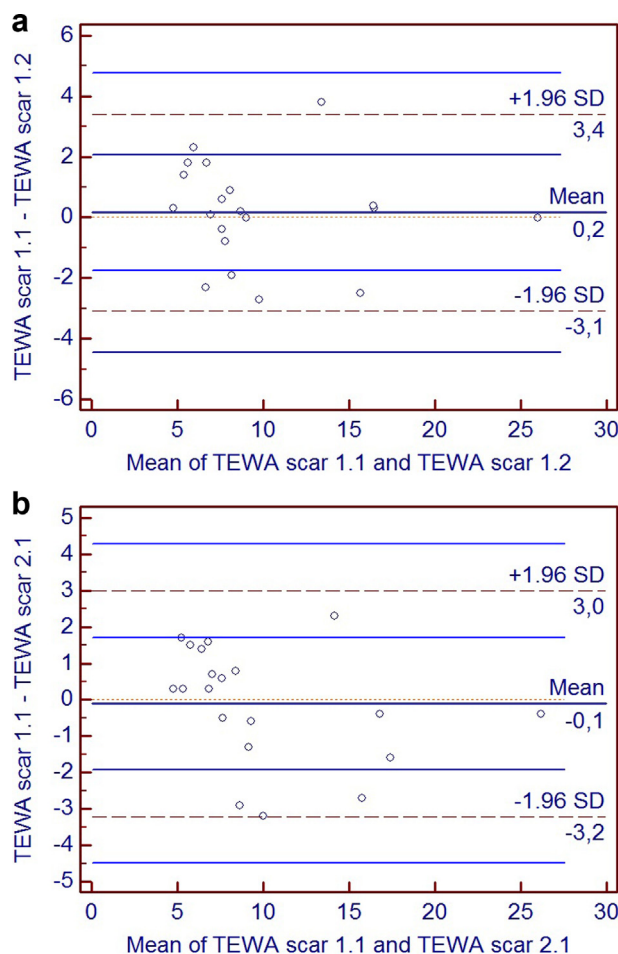 a
6
4
2
0
-2
-4
-6
TEWA scar 1.1 - TEWA scar 1.2
+1.96 SD
3,4
Mean
0,2
-1.96 SD
-3,1
0 5 10 15 20 25 30
Mean of TEWA scar 1.1 and TEWA scar 1.2
b
5
4
3
2
1
0
-1
-2
-3
-4
-5
TEWA scar 1.1 - TEWA scar 2.1
+1.96 SD
3,0
Mean
-0,1
-1.96 SD
-3,2
0 5 10 15 20 25 30
Mean of TEWA scar 1.1 and TEWA scar 2.1